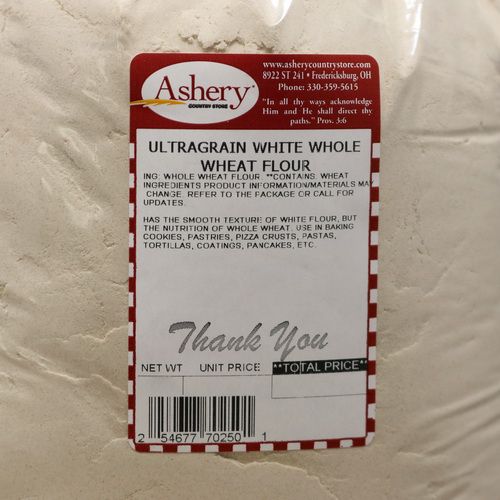 Ashery
COUNTRY STORE
www.asherycountrystore.com
8922 ST 241 • Fredericksburg, OH
Phone: 330-359-5615
"In all thy ways acknowledge
Him and He shall direct thy
paths." Prov. 3:6
ULTRAGRAIN WHITE WHOLE
WHEAT FLOUR
ING: WHOLE WHEAT FLOUR. **CONTAINS: WHEAT
INGREDIENTS PRODUCT INFORMATION/MATERIALS MAY
CHANGE. REFER TO THE PACKAGE OR CALL FOR
UPDATES.
HAS THE SMOOTH TEXTURE OF WHITE FLOUR, BUT
THE NUTRITION OF WHOLE WHEAT. USE IN BAKING
COOKIES, PASTRIES, PIZZA CRUSTS, PASTAS,
TORTILLAS, COATINGS, PANCAKES, ETC.
Thank You
NET WT UNIT PRICE **TOTAL PRICE**
2 54677 70250 1